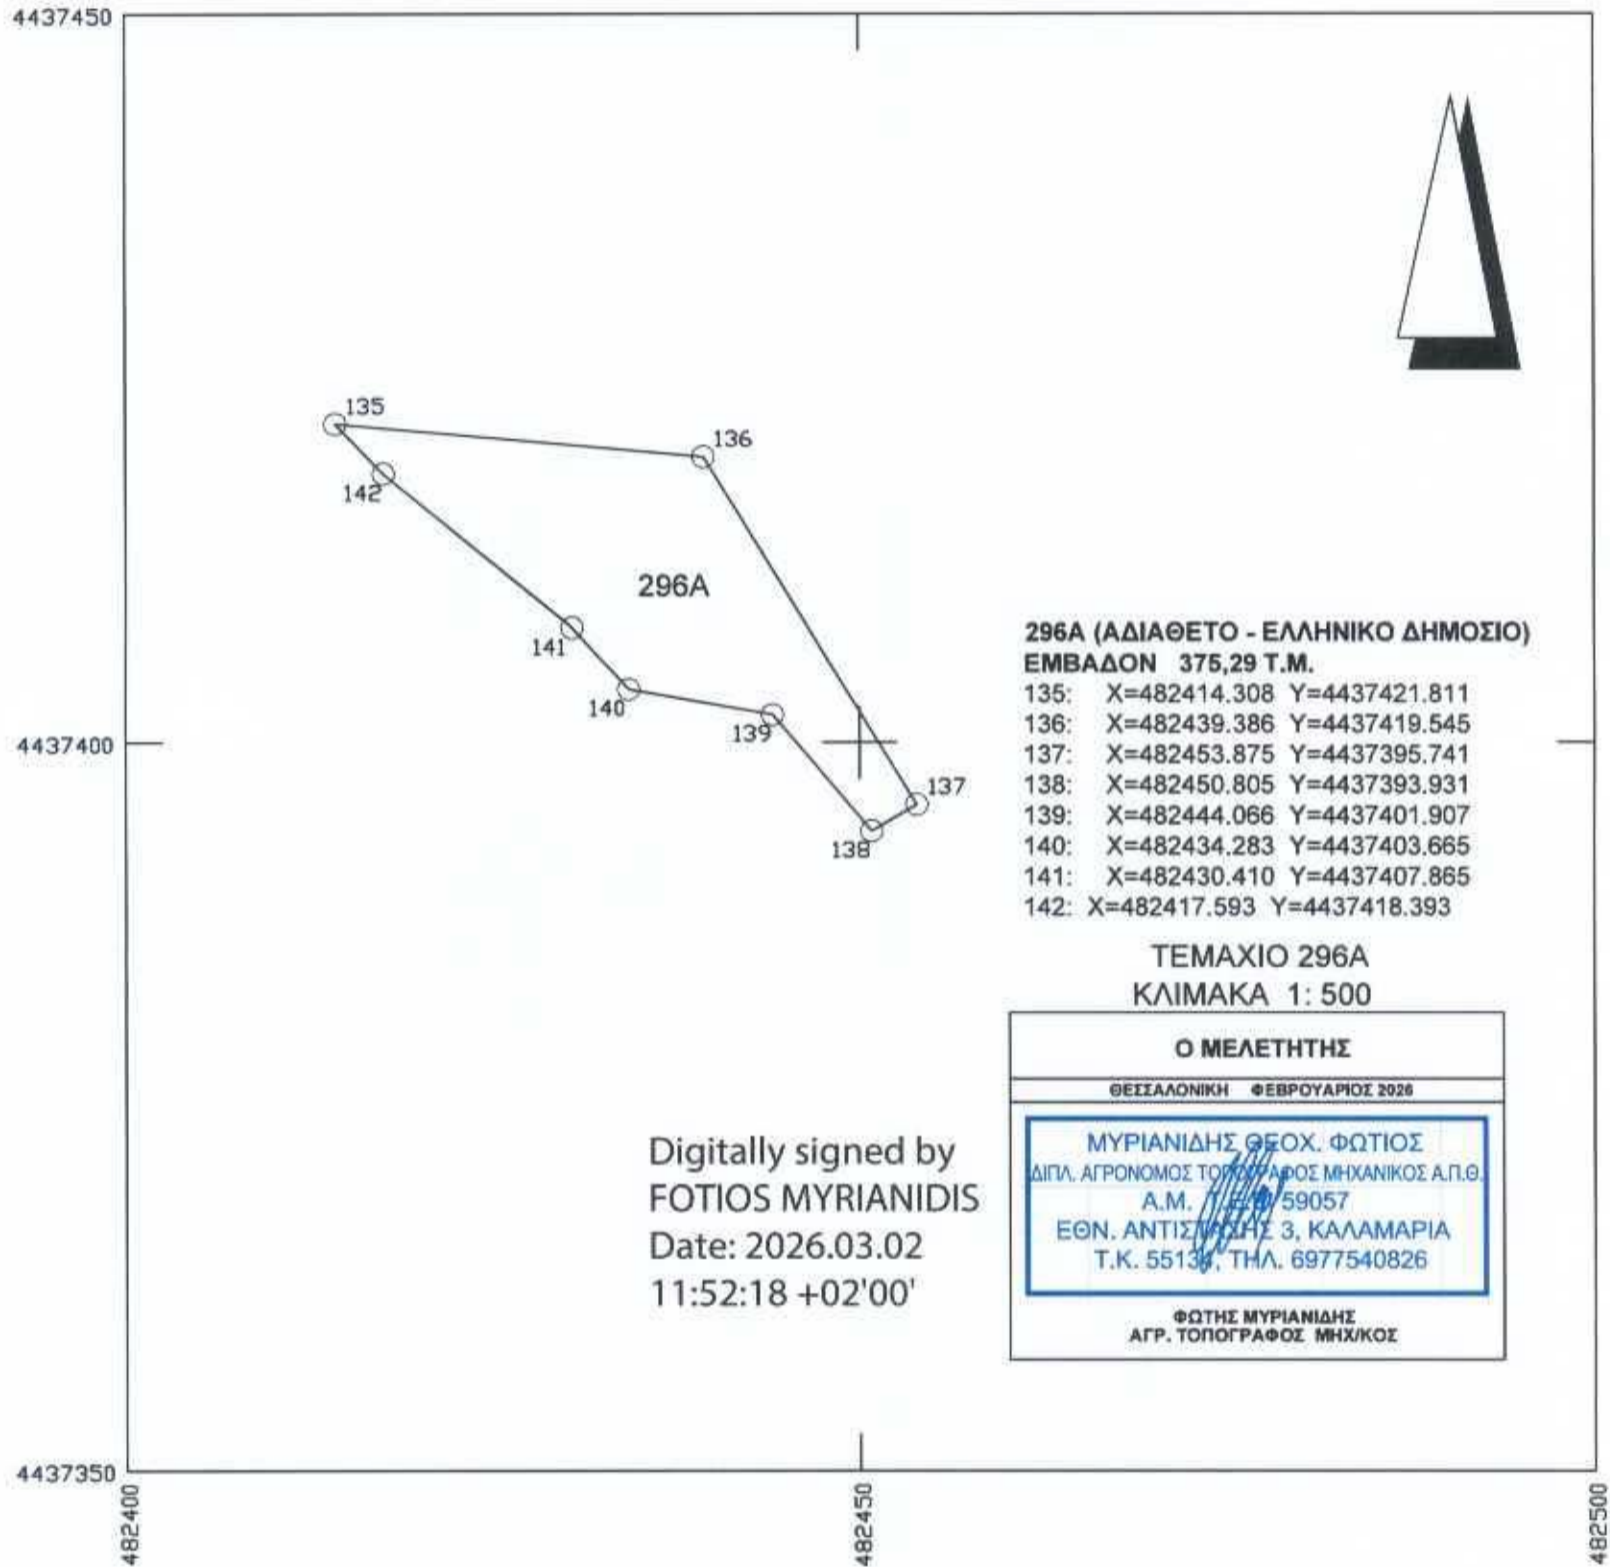 4437450
135
136
142
296Α
141
140
139
4437400
137
138
296Α (ΑΔΙΑΘΕΤΟ - ΕΛΛΗΝΙΚΟ ΔΗΜΟΣΙΟ)
ΕΜΒΑΔΟΝ 375,29 Τ.Μ.
135: X=482414.308 Y=4437421.811
136: X=482439.386 Y=4437419.545
137: X=482453.875 Y=4437395.741
138: X=482450.805 Y=4437393.931
139: X=482444.066 Y=4437401.907
140: X=482434.283 Y=4437403.665
141: X=482430.410 Y=4437407.865
142: X=482417.593 Y=4437418.393
ΤΕΜΑΧΙΟ 296Α
ΚΛΙΜΑΚΑ 1: 500
Ο ΜΕΛΕΤΗΤΗΣ
ΘΕΣΣΑΛΟΝΙΚΗ ΦΕΒΡΟΥΑΡΙΟΣ 2026
ΜΥΡΙΑΝΙΔΗΣ ΘΕΟΧ. ΦΩΤΙΟΣ
ΔΙΠΛ. ΑΓΡΟΝΟΜΟΣ ΤΟΠΟΓΡΑΦΟΣ ΜΗΧΑΝΙΚΟΣ Α.Π.Θ.
Α.Μ. 59057
ΕΘΝ. ΑΝΤΙΣΤΑΣΗΣ 3, ΚΑΛΑΜΑΡΙΑ
Τ.Κ. 55134, ΤΗΛ. 6977540826
ΦΩΤΗΣ ΜΥΡΙΑΝΙΔΗΣ
ΑΓΡ. ΤΟΠΟΓΡΑΦΟΣ ΜΗΧ/ΚΟΣ
Digitally signed by
FOTIOS MYRIANIDIS
Date: 2026.03.02
11:52:18 +02'00'
4437350
482400
482450
482500